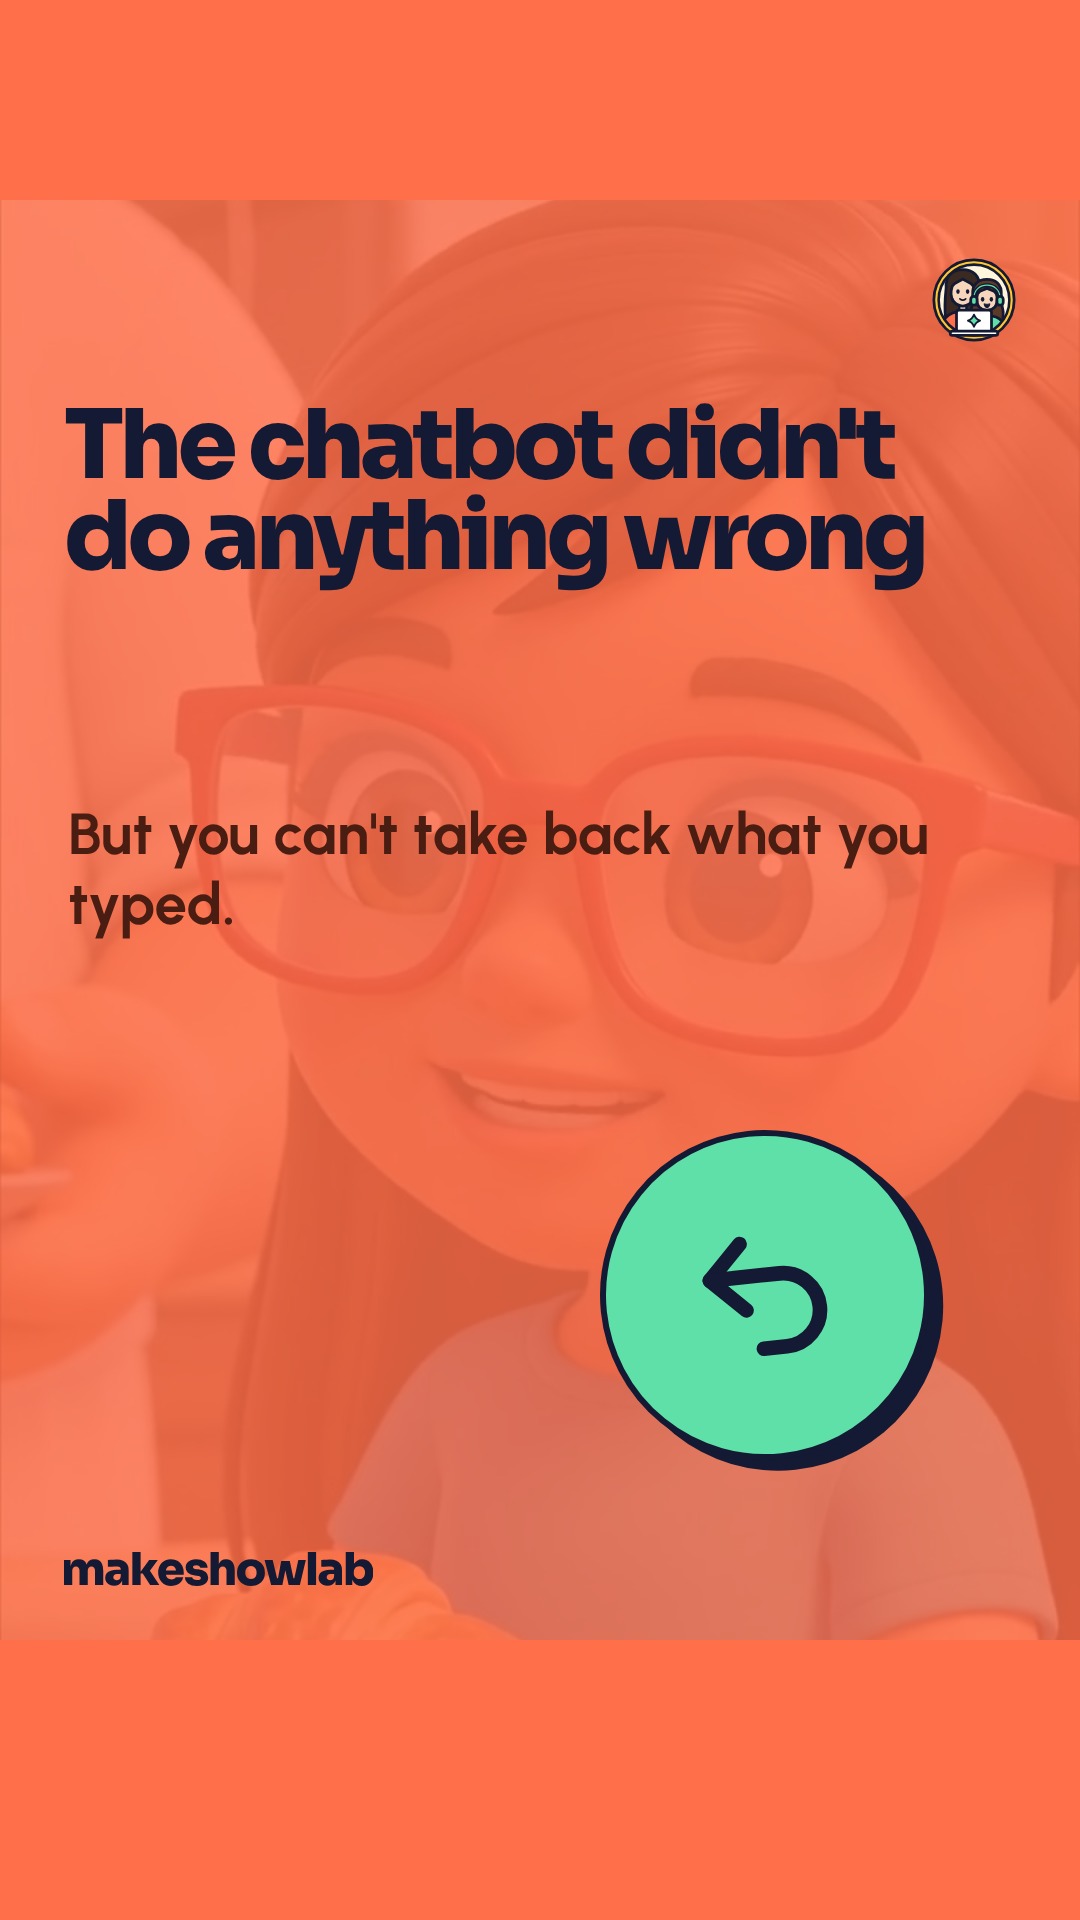 The chatbot didn't
do anything wrong
But you can't take back what you
typed.
makeshowlab